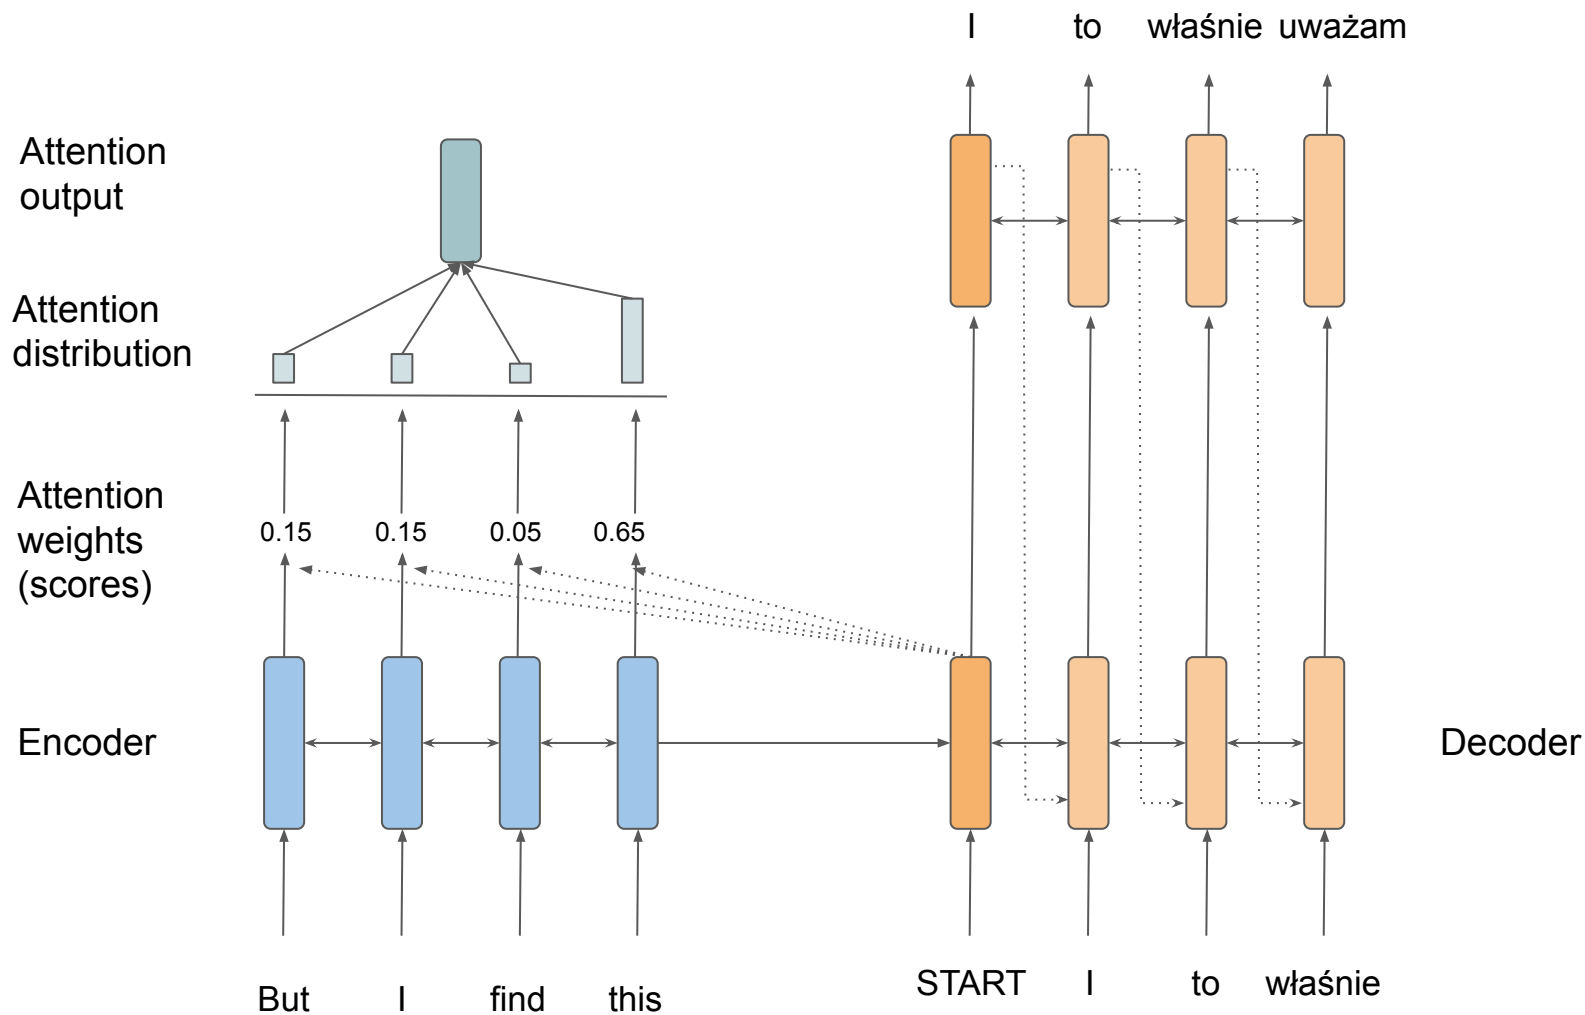 I to właśnie uważam
Attention
output
Attention
distribution
Attention
weights
(scores)
0.15 0.15 0.05 0.65
Encoder
Decoder
But I find this
START I to właśnie